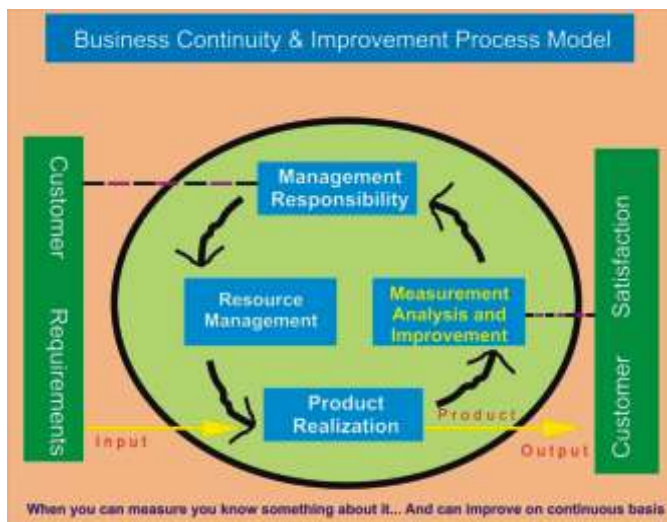 Business Continuity & Improvement Process Model
Customer Requirements
Management
Responsibility
Resource
Management
Measurement
Analysis and
Improvement
Product
Realization
Input
Product
Output
Customer Satisfaction
When you can measure you know something about it... And can improve on continuous basis